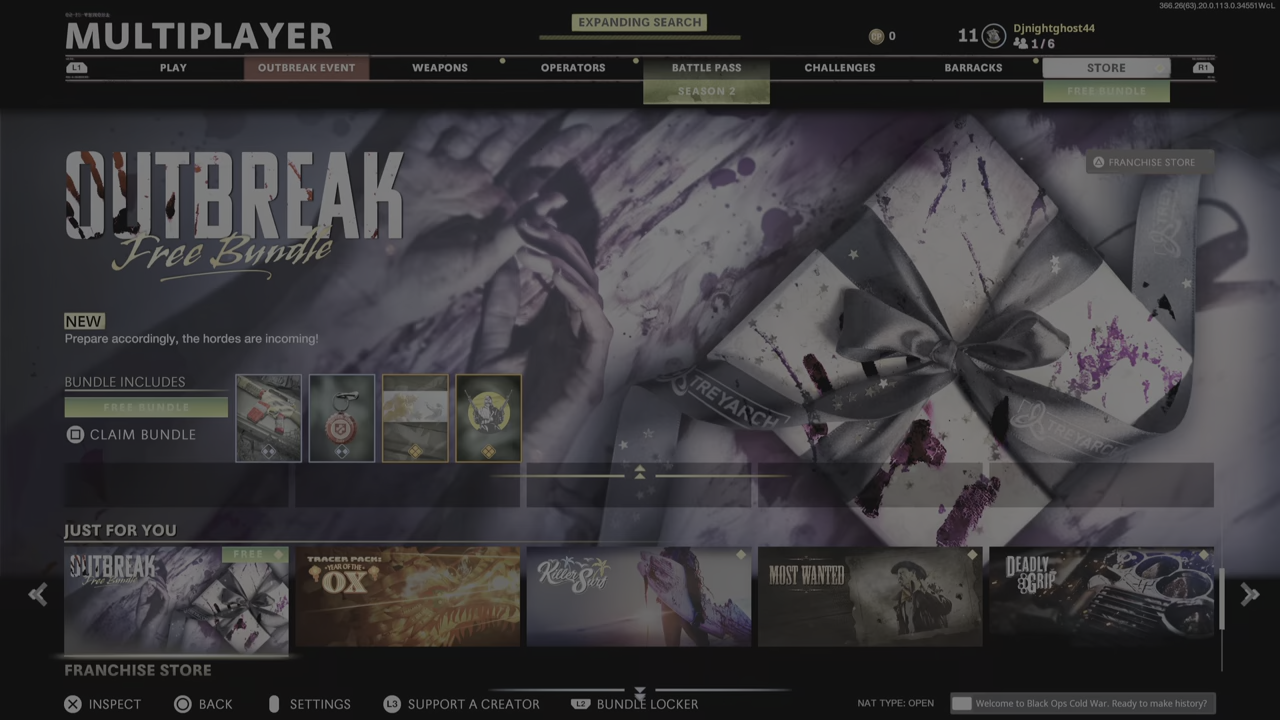 366.26(63).20.0.113.0.34551WcL
MULTIPLAYER
EXPANDING SEARCH
CP 0
11
Djnightghost44
1/6
L1
PLAY
OUTBREAK EVENT
WEAPONS
OPERATORS
BATTLE PASS
CHALLENGES
BARRACKS
STORE
R1
SEASON 2
FREE BUNDLE
OUTBREAK
Free Bundle
FRANCHISE STORE
NEW
Prepare accordingly, the hordes are incoming!
BUNDLE INCLUDES
FREE BUNDLE
CLAIM BUNDLE
TREYARCH
TREYARCH
JUST FOR YOU
OUTBREAK
Free Bundle
FREE
TRACER PACK:
YEAR OF THE
OX
Killer Surf
MOST WANTED
DEADLY
GRIP
FRANCHISE STORE
INSPECT
BACK
SETTINGS
L3 SUPPORT A CREATOR
L2 BUNDLE LOCKER
NAT TYPE: OPEN
Welcome to Black Ops Cold War. Ready to make history?